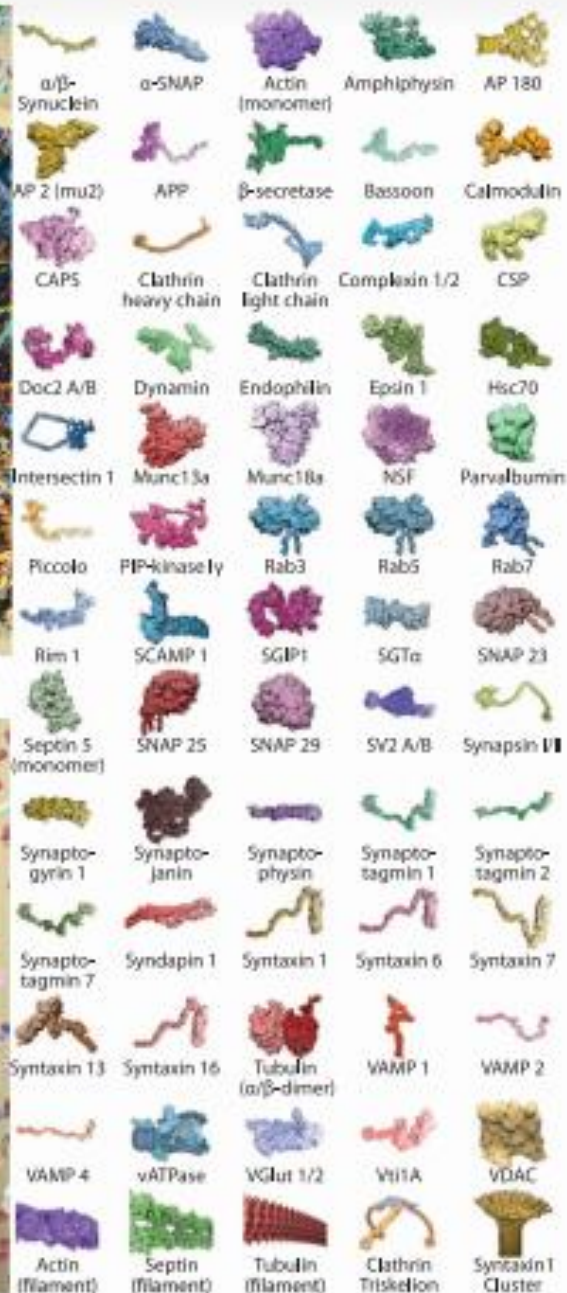 α/β-
Synuclein
α-SNAP
Actin
(monomer)
Amphiphysin
AP 180
AP 2 (mu2)
APP
β-secretase
Bassoon
Calmodulin
CAPS
Clathrin
heavy chain
Clathrin
light chain
Complexin 1/2
CSP
Doc2 A/B
Dynamin
Endophilin
Epsin 1
Hsc70
Intersectin 1
Munc13a
Munc18a
NSF
Parvalbumin
Piccolo
PIP-kinase Iγ
Rab3
Rab5
Rab7
Rim 1
SCAMP 1
SGIP1
SGTα
SNAP 23
Septin 5
(monomer)
SNAP 25
SNAP 29
SV2 A/B
Synapsin I/II
Synapto-
gyrin 1
Synapto-
janin
Synapto-
physin
Synapto-
tagmin 1
Synapto-
tagmin 2
Synapto-
tagmin 7
Syndapin 1
Syntaxin 1
Syntaxin 6
Syntaxin 7
Syntaxin 13
Syntaxin 16
Tubulin
(α/β-dimer)
VAMP 1
VAMP 2
VAMP 4
vATPase
VGlut 1/2
Vti1A
VDAC
Actin
(filament)
Septin
(filament)
Tubulin
(filament)
Clathrin
Triskelion
Syntaxin1
Cluster